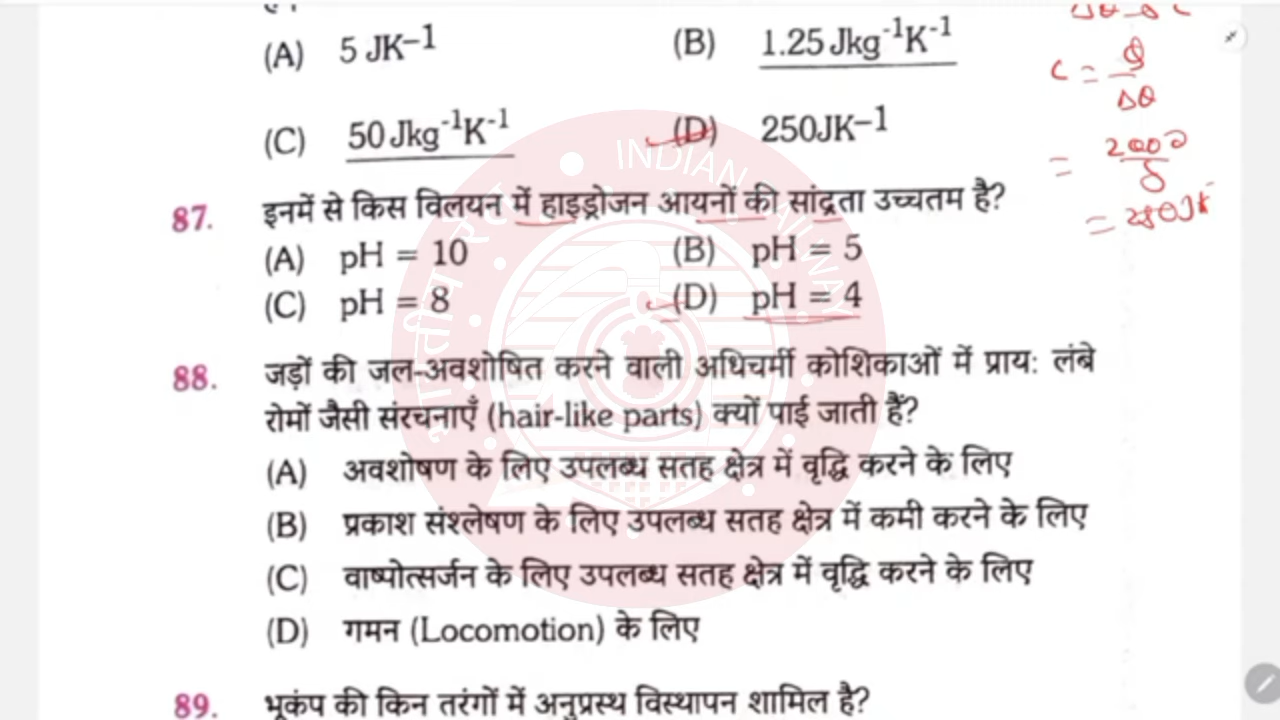 (A) 5 JK⁻¹ (B) 1.25 Jkg⁻¹K⁻¹
(C) 50 Jkg⁻¹K⁻¹ (D) 250JK⁻¹
87. इनमें से किस विलयन में हाइड्रोजन आयनों की सांद्रता उच्चतम है?
(A) pH = 10 (B) pH = 5
(C) pH = 8 (D) pH = 4
88. जड़ों की जल-अवशोषित करने वाली अधिचर्मी कोशिकाओं में प्राय: लंबे
रोमों जैसी संरचनाएँ (hair-like parts) क्यों पाई जाती हैं?
(A) अवशोषण के लिए उपलब्ध सतह क्षेत्र में वृद्धि करने के लिए
(B) प्रकाश संश्लेषण के लिए उपलब्ध सतह क्षेत्र में कमी करने के लिए
(C) वाष्पोत्सर्जन के लिए उपलब्ध सतह क्षेत्र में वृद्धि करने के लिए
(D) गमन (Locomotion) के लिए
89. भूकंप की किन तरंगों में अनुप्रस्थ विस्थापन शामिल है?
INDIAN RAILWAY
भारतीय